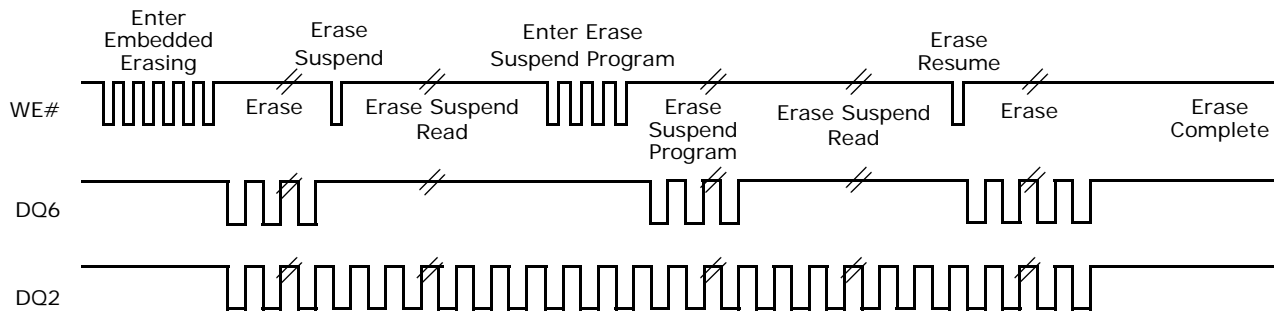 Enter
Embedded
Erasing
Erase
Suspend
Enter Erase
Suspend Program
Erase
Resume
WE#
Erase
Erase Suspend
Read
Erase
Suspend
Program
Erase Suspend
Read
Erase
Erase
Complete
DQ6
DQ2